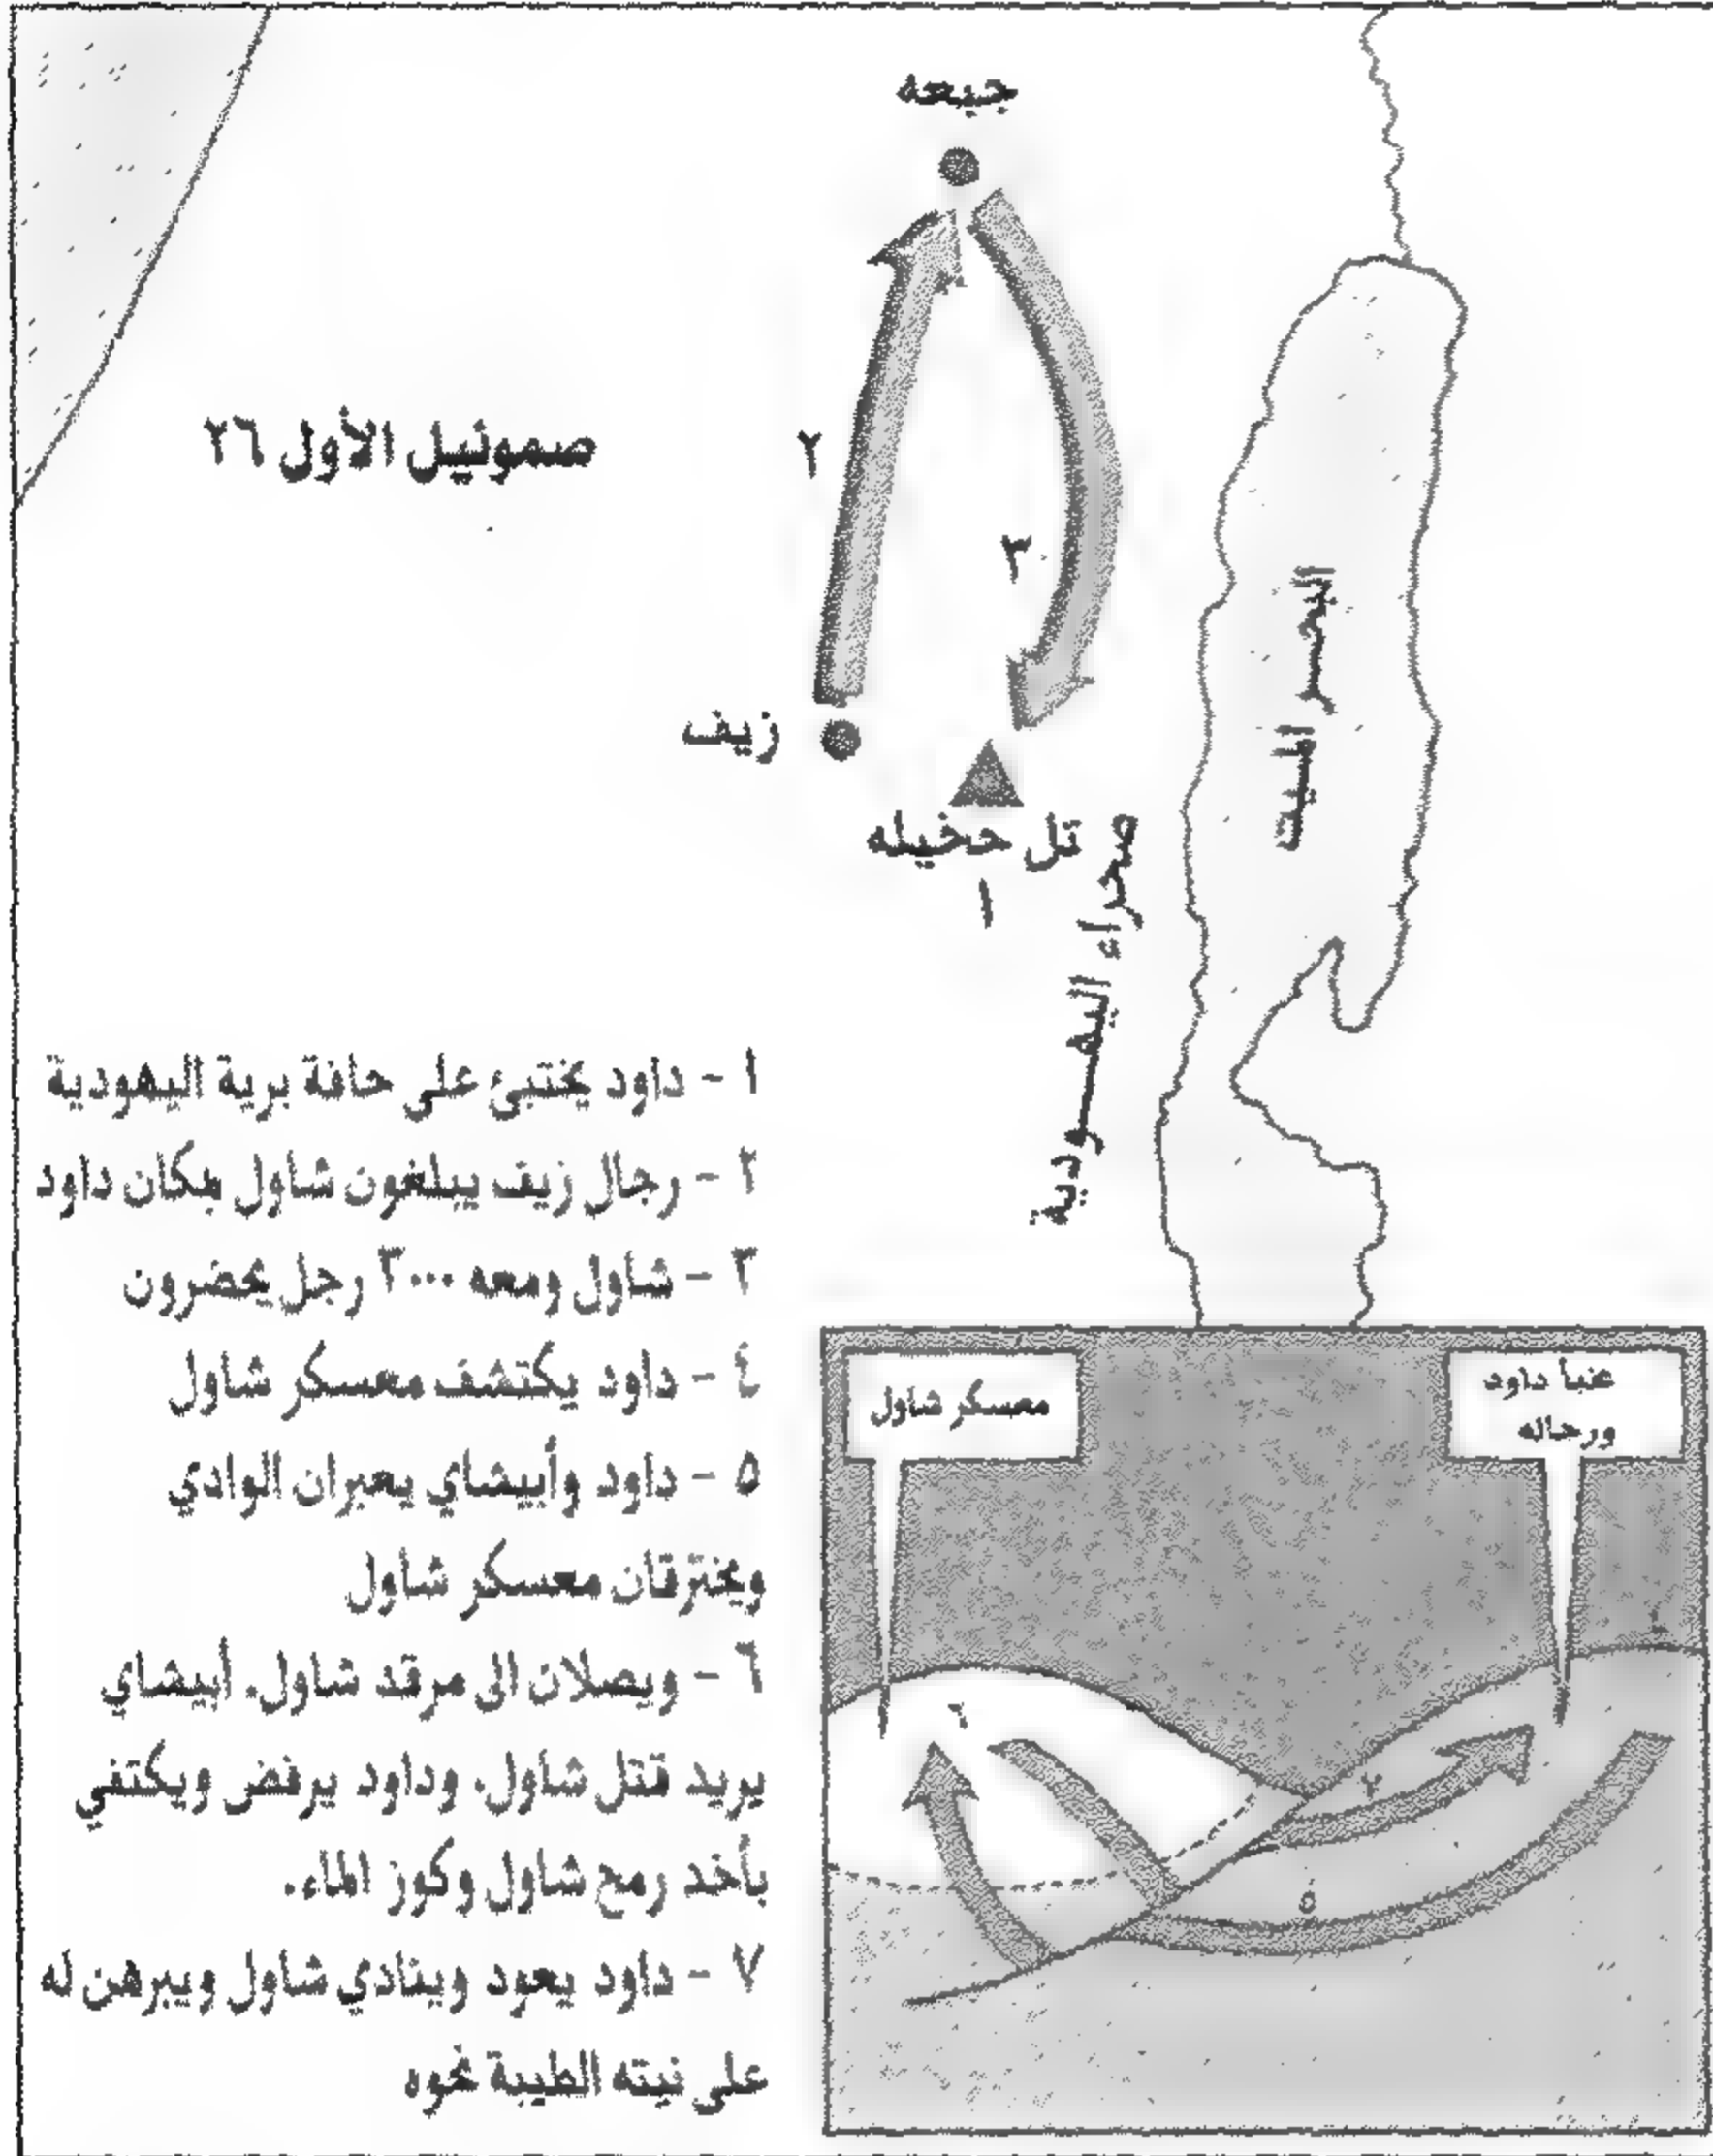 جبعه
صموئيل الأول ٢٦
٢
٣
زيف
تل حخيله
١
البحر الميت
صحراء اليهودية
١ - داود يختبئ على حافة برية اليهودية
٢ - رجال زيف يبلغون شاول بمكان داود
٣ - شاول ومعه ٣٠٠٠ رجل يحضرون
٤ - داود يكتشف معسكر شاول
٥ - داود وأبيشاي يعبران الوادي
ويخترقان معسكر شاول
٦ - ويصلان الى مرقد شاول. أبيشاي
يريد قتل شاول. وداود يرفض ويكتفي
بأخد رمح شاول وكوز الماء.
٧ - داود يعود وينادي شاول ويبرهن له
على نيته الطيبة نحوه
مخبأ داود
ورجاله
معسكر شاول
٦
٧
٥